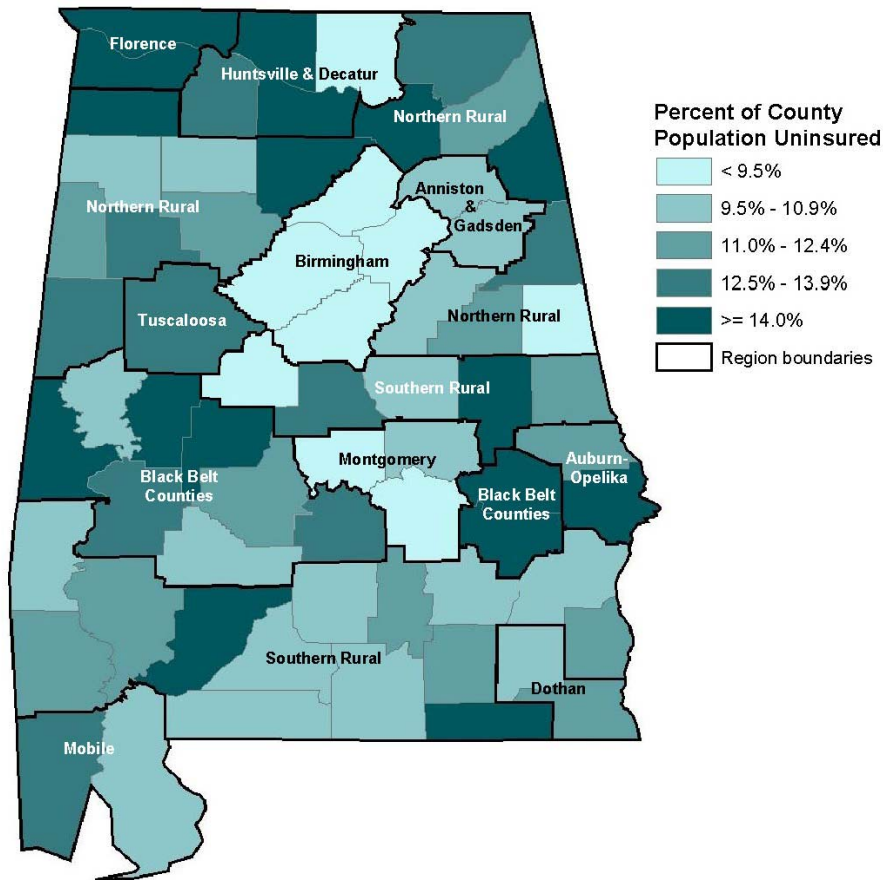 Florence
Huntsville & Decatur
Northern Rural
Anniston
&
Gadsden
Northern Rural
Birmingham
Tuscaloosa
Northern Rural
Southern Rural
Montgomery
Auburn-
Opelika
Black Belt
Counties
Black Belt
Counties
Southern Rural
Dothan
Mobile
Percent of County
Population Uninsured
< 9.5%
9.5% - 10.9%
11.0% - 12.4%
12.5% - 13.9%
>= 14.0%
Region boundaries